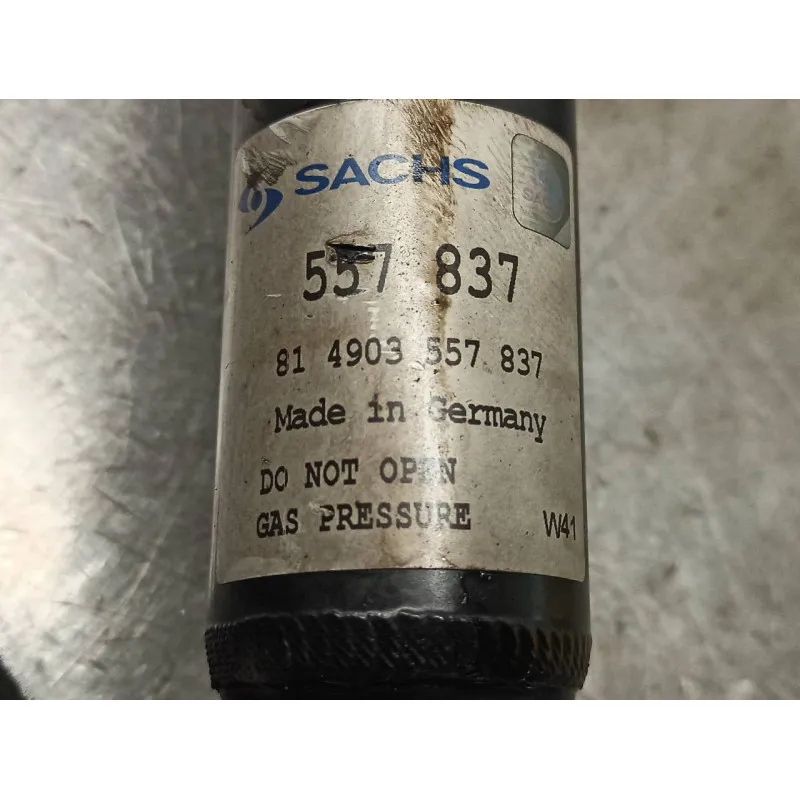 SACHS
557 837
81 4903 557 837
Made in Germany
DO NOT OPEN
GAS PRESSURE
W41